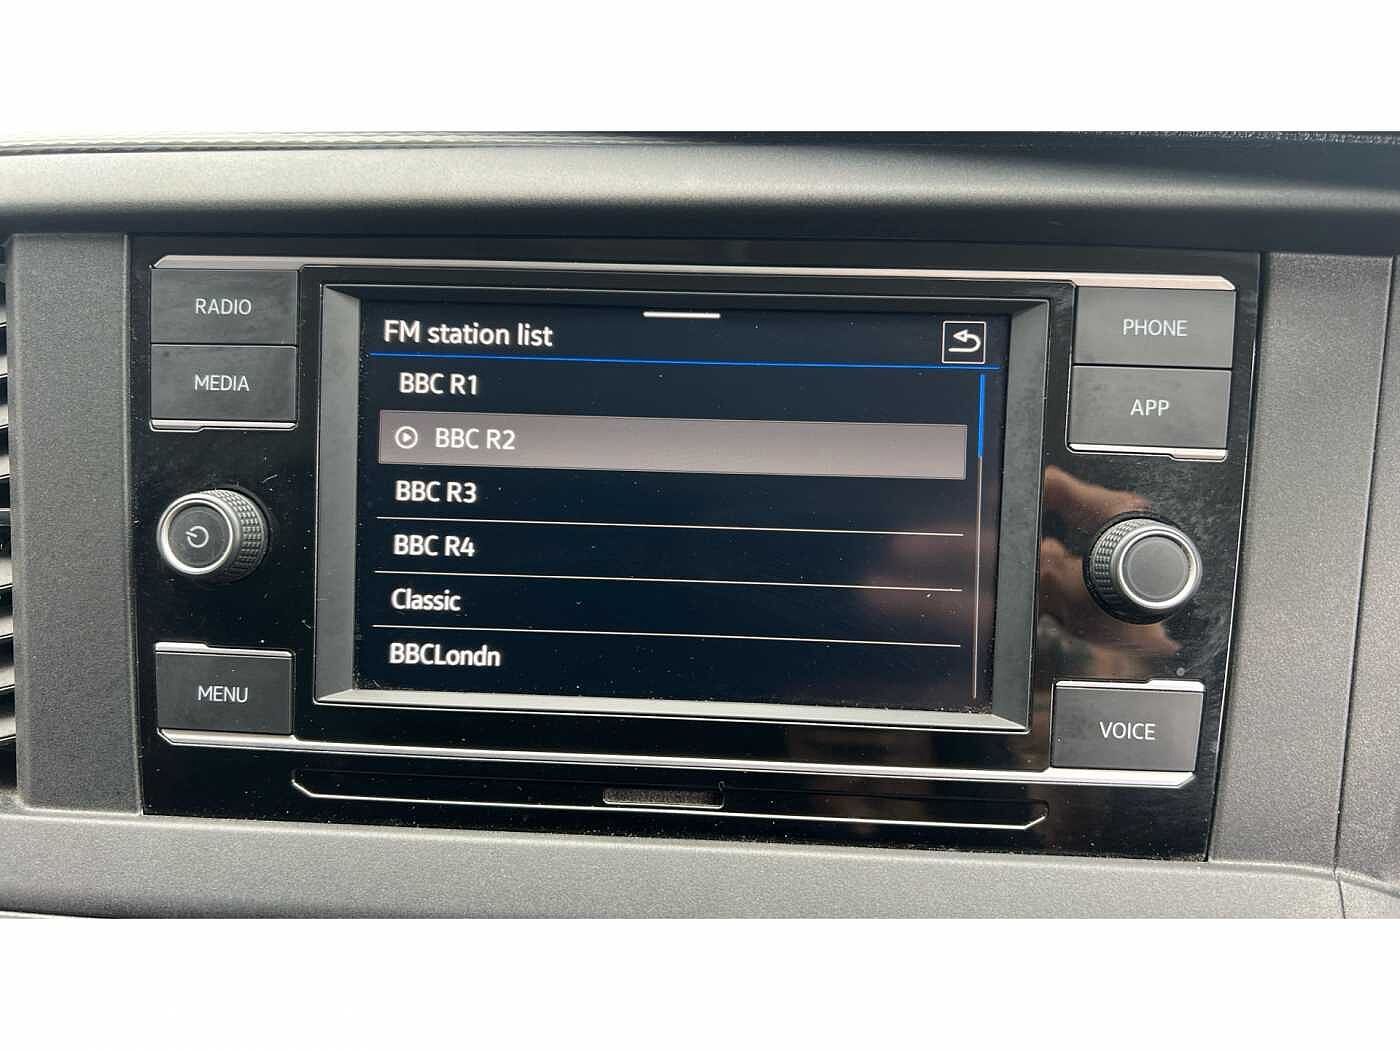 RADIO
MEDIA
MENU
FM station list
BBC R1
BBC R2
BBC R3
BBC R4
Classic
BBCLondn
PHONE
APP
VOICE